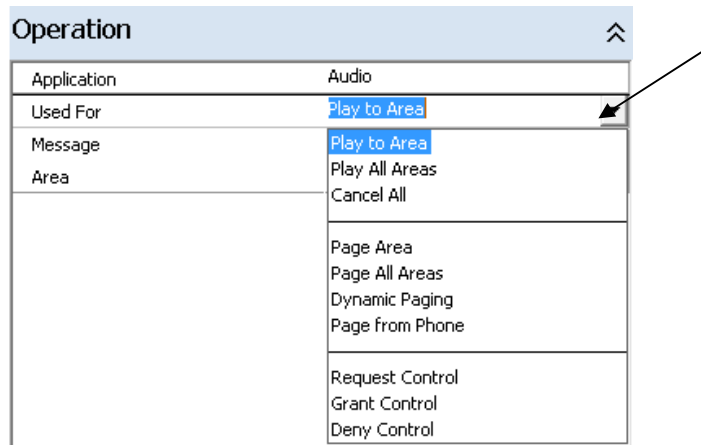 Operation
Application Audio
Used For Play to Area
Message Play to Area
Play All Areas
Area
Cancel All
Page Area
Page All Areas
Dynamic Paging
Page from Phone
Request Control
Grant Control
Deny Control